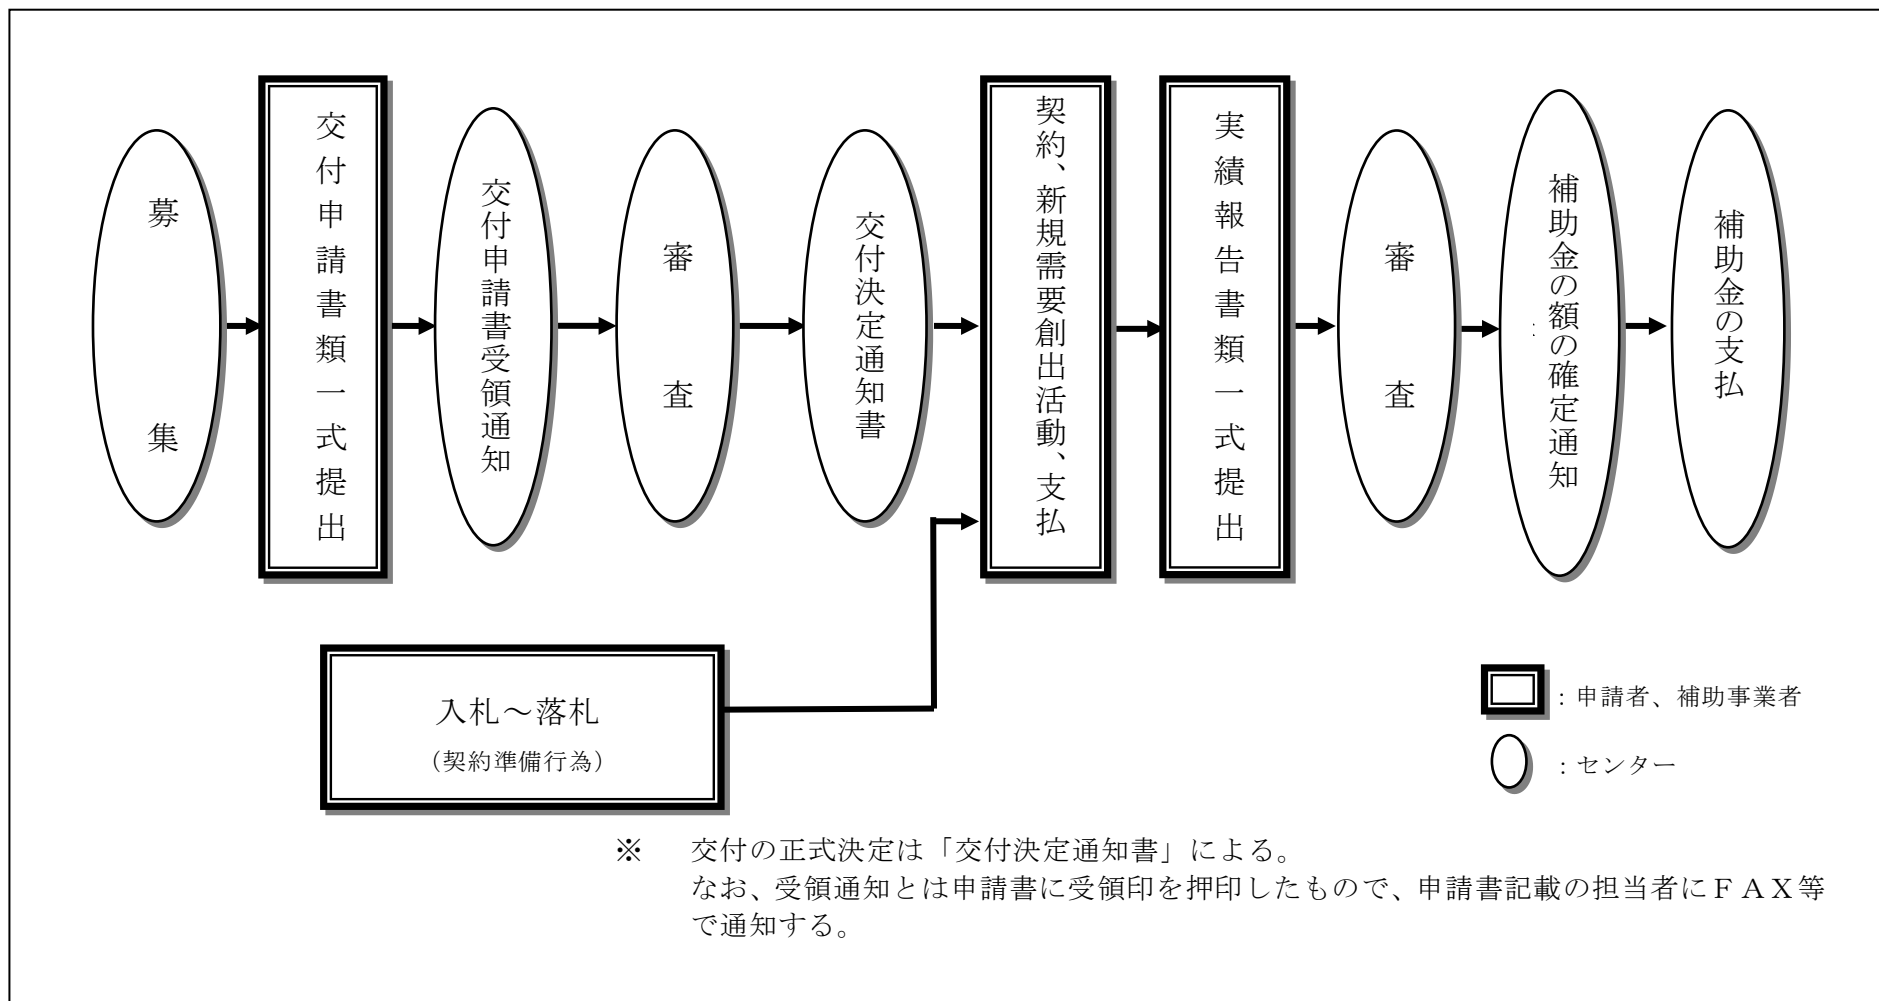 募集
交付申請書類一式提出
交付申請書受領通知
審査
交付決定通知書
契約、新規需要創出活動、支払
実績報告書類一式提出
審査
補助金の額の確定通知
補助金の支払
入札～落札
（契約準備行為）
：申請者、補助事業者
：センター
※　交付の正式決定は「交付決定通知書」による。
なお、受領通知とは申請書に受領印を押印したもので、申請書記載の担当者にＦＡＸ等
で通知する。